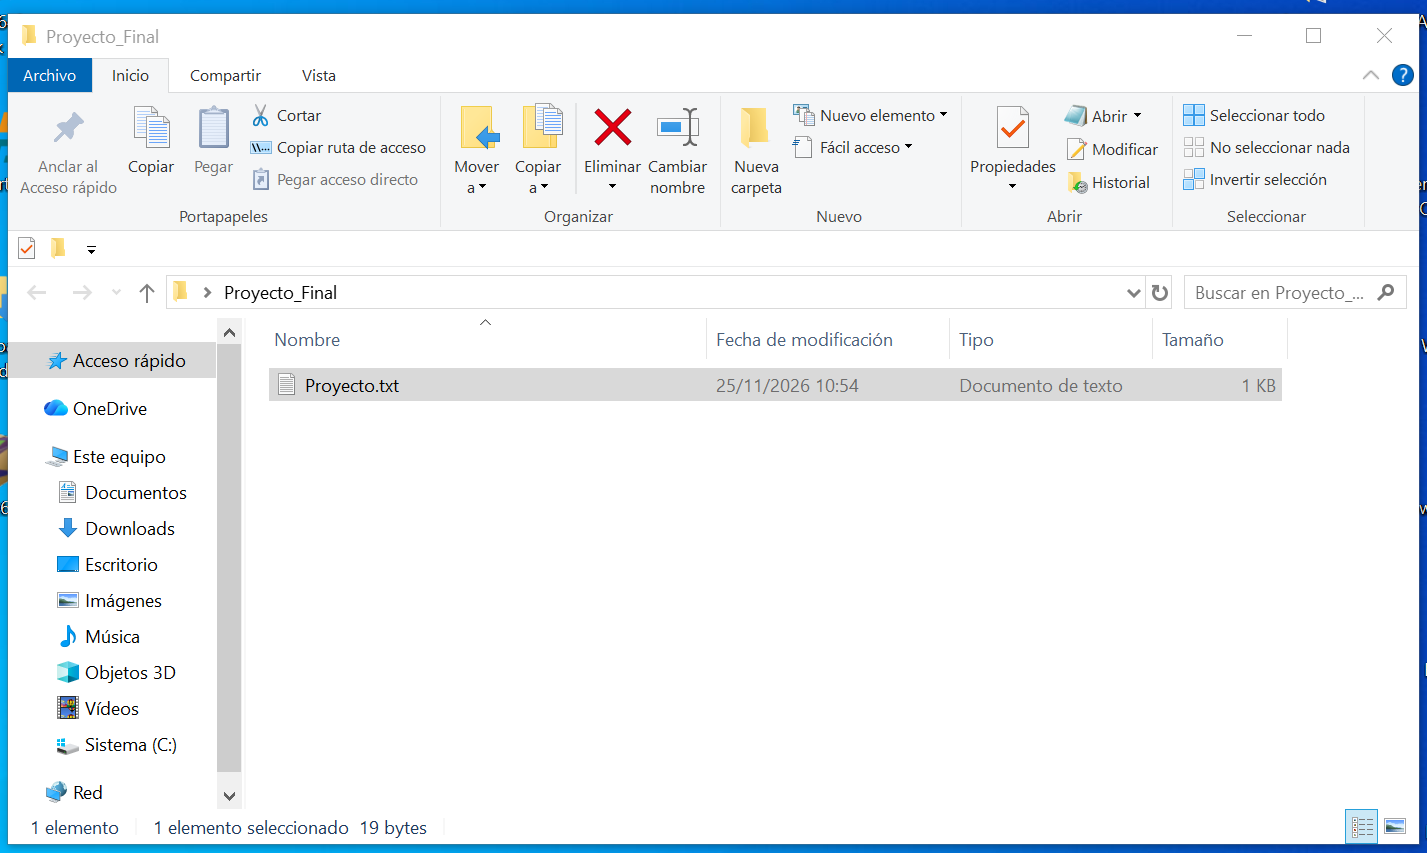 Proyecto_Final
Archivo Inicio Compartir Vista
Anclar al Acceso rápido
Copiar
Pegar
Cortar
Copiar ruta de acceso
Pegar acceso directo
Portapapeles
Mover a
Copiar a
Eliminar
Cambiar nombre
Organizar
Nueva carpeta
Nuevo elemento
Fácil acceso
Nuevo
Propiedades
Abrir
Modificar
Historial
Abrir
Seleccionar todo
No seleccionar nada
Invertir selección
Seleccionar
Proyecto_Final
Buscar en Proyecto_...
Nombre Fecha de modificación Tipo Tamaño
Proyecto.txt 25/11/2026 10:54 Documento de texto 1 KB
Acceso rápido
OneDrive
Este equipo
Documentos
Downloads
Escritorio
Imágenes
Música
Objetos 3D
Vídeos
Sistema (C:)
Red
1 elemento 1 elemento seleccionado 19 bytes